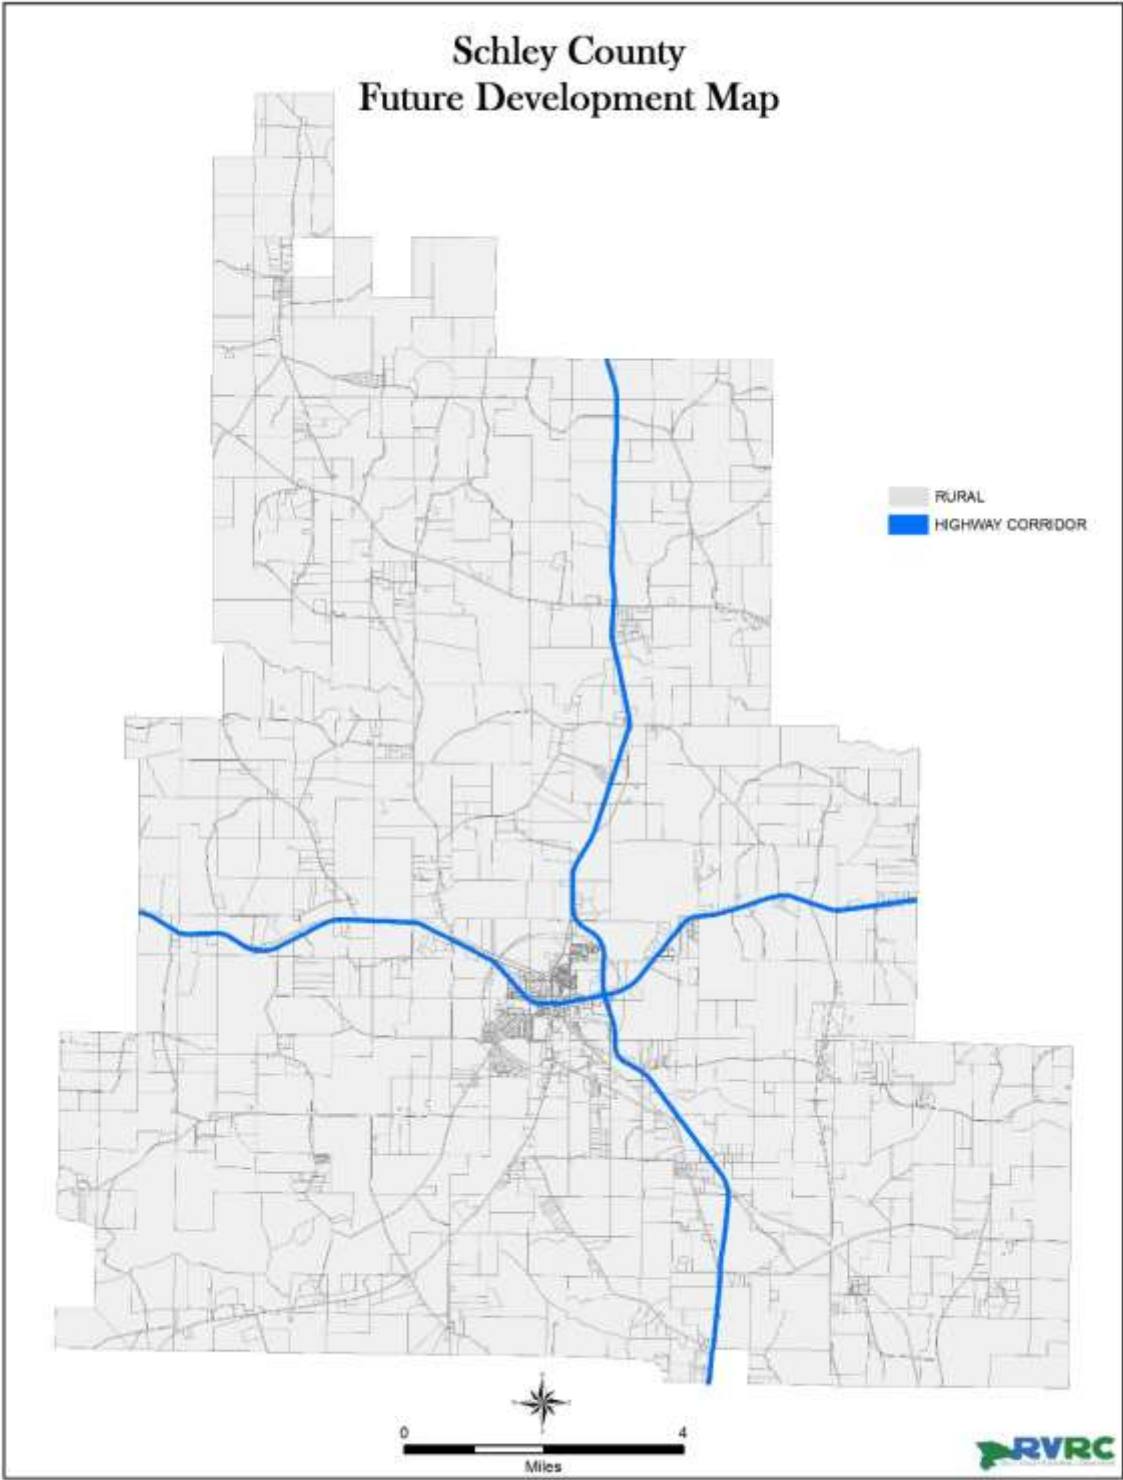 Schley County
Future Development Map
RURAL
HIGHWAY CORRIDOR
0 4
Miles
RVRC